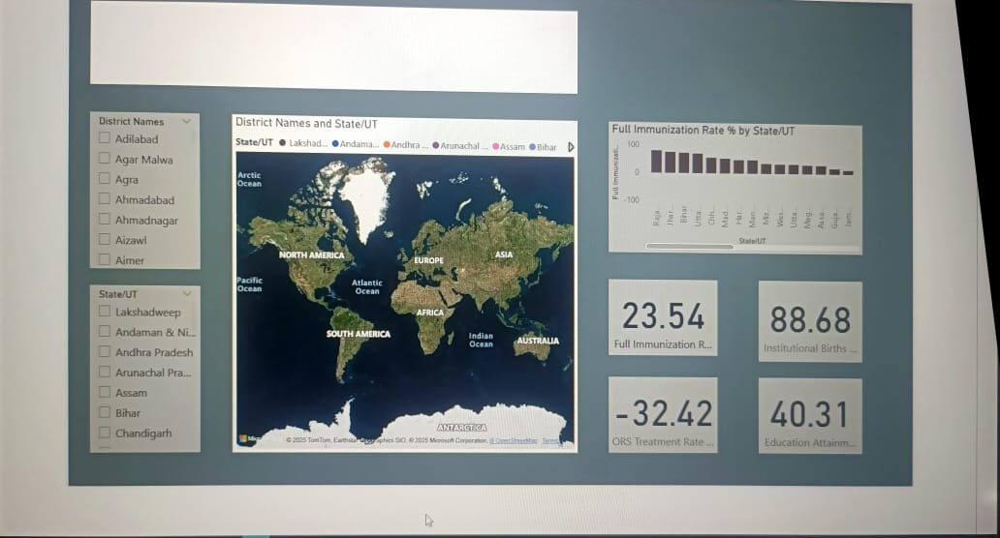 District Names
Adilabad
Agar Malwa
Agra
Ahmadabad
Ahmadnagar
Aizawl
State/UT
Lakshadweep
Andaman & Ni...
Andhra Pradesh
Arunachal Pra...
Assam
Bihar
Chandigarh
District Names and State/UT
State/UT Lakshad... Andama... Andhra ... Arunachal ... Assam Bihar
Arctic
Ocean
NORTH AMERICA
EUROPE
ASIA
Pacific
Ocean
Atlantic
Ocean
AFRICA
SOUTH AMERICA
Indian
Ocean
AUSTRALIA
ANTARCTICA
© 2025 TomTom, © 2025 Microsoft Corporation, © OpenStreetMap Terms
Full Immunization Rate % by State/UT
Full Immunizati...
100
0
-100
Raja...
Jhar...
Bihar
Utta...
Chh...
Mad...
Har...
Man...
Miz...
Wes...
Utta...
Meg...
Assa...
Guja...
Jam...
State/UT
23.54
Full Immunization R...
88.68
Institutional Births ...
-32.42
ORS Treatment Rate ...
40.31
Education Attainm...